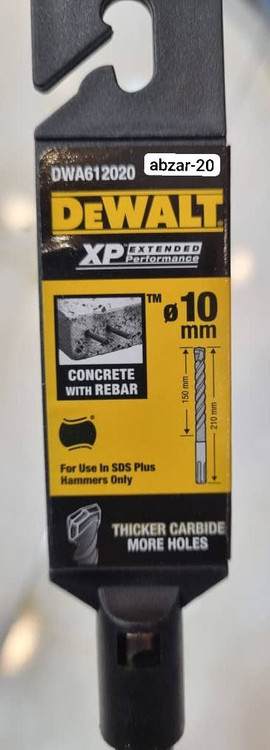 DWA612020
abzar-20
DEWALT
XP EXTENDED
Performance
™
ø10
mm
CONCRETE
WITH REBAR
150 mm
210 mm
For Use In SDS Plus
Hammers Only
THICKER CARBIDE
MORE HOLES